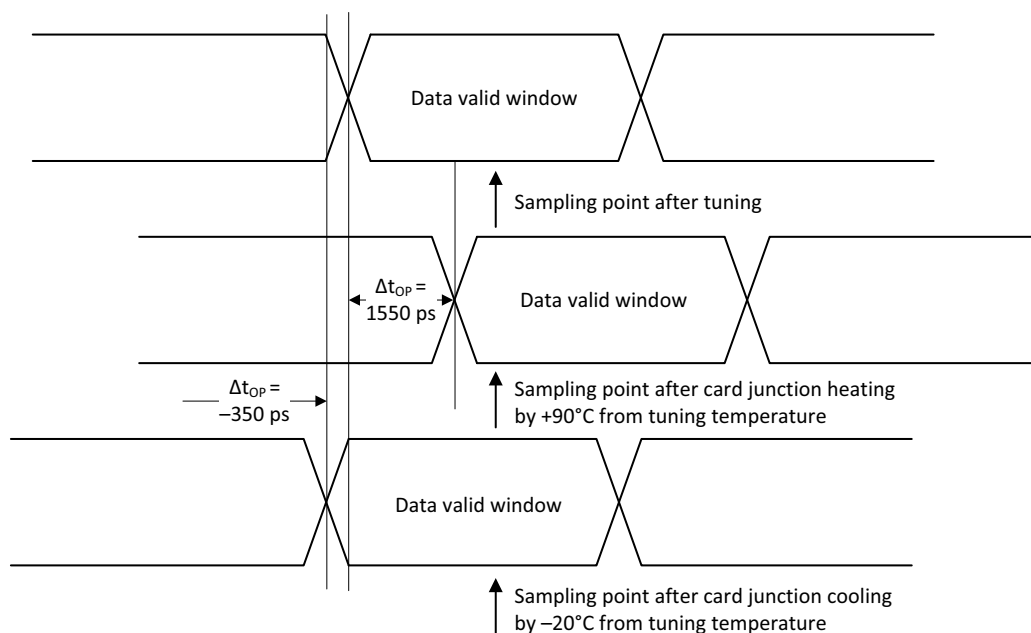 Data valid window
Sampling point after tuning
ΔtOP =
1550 ps
Data valid window
ΔtOP =
–350 ps
Sampling point after card junction heating
by +90°C from tuning temperature
Data valid window
Sampling point after card junction cooling
by –20°C from tuning temperature